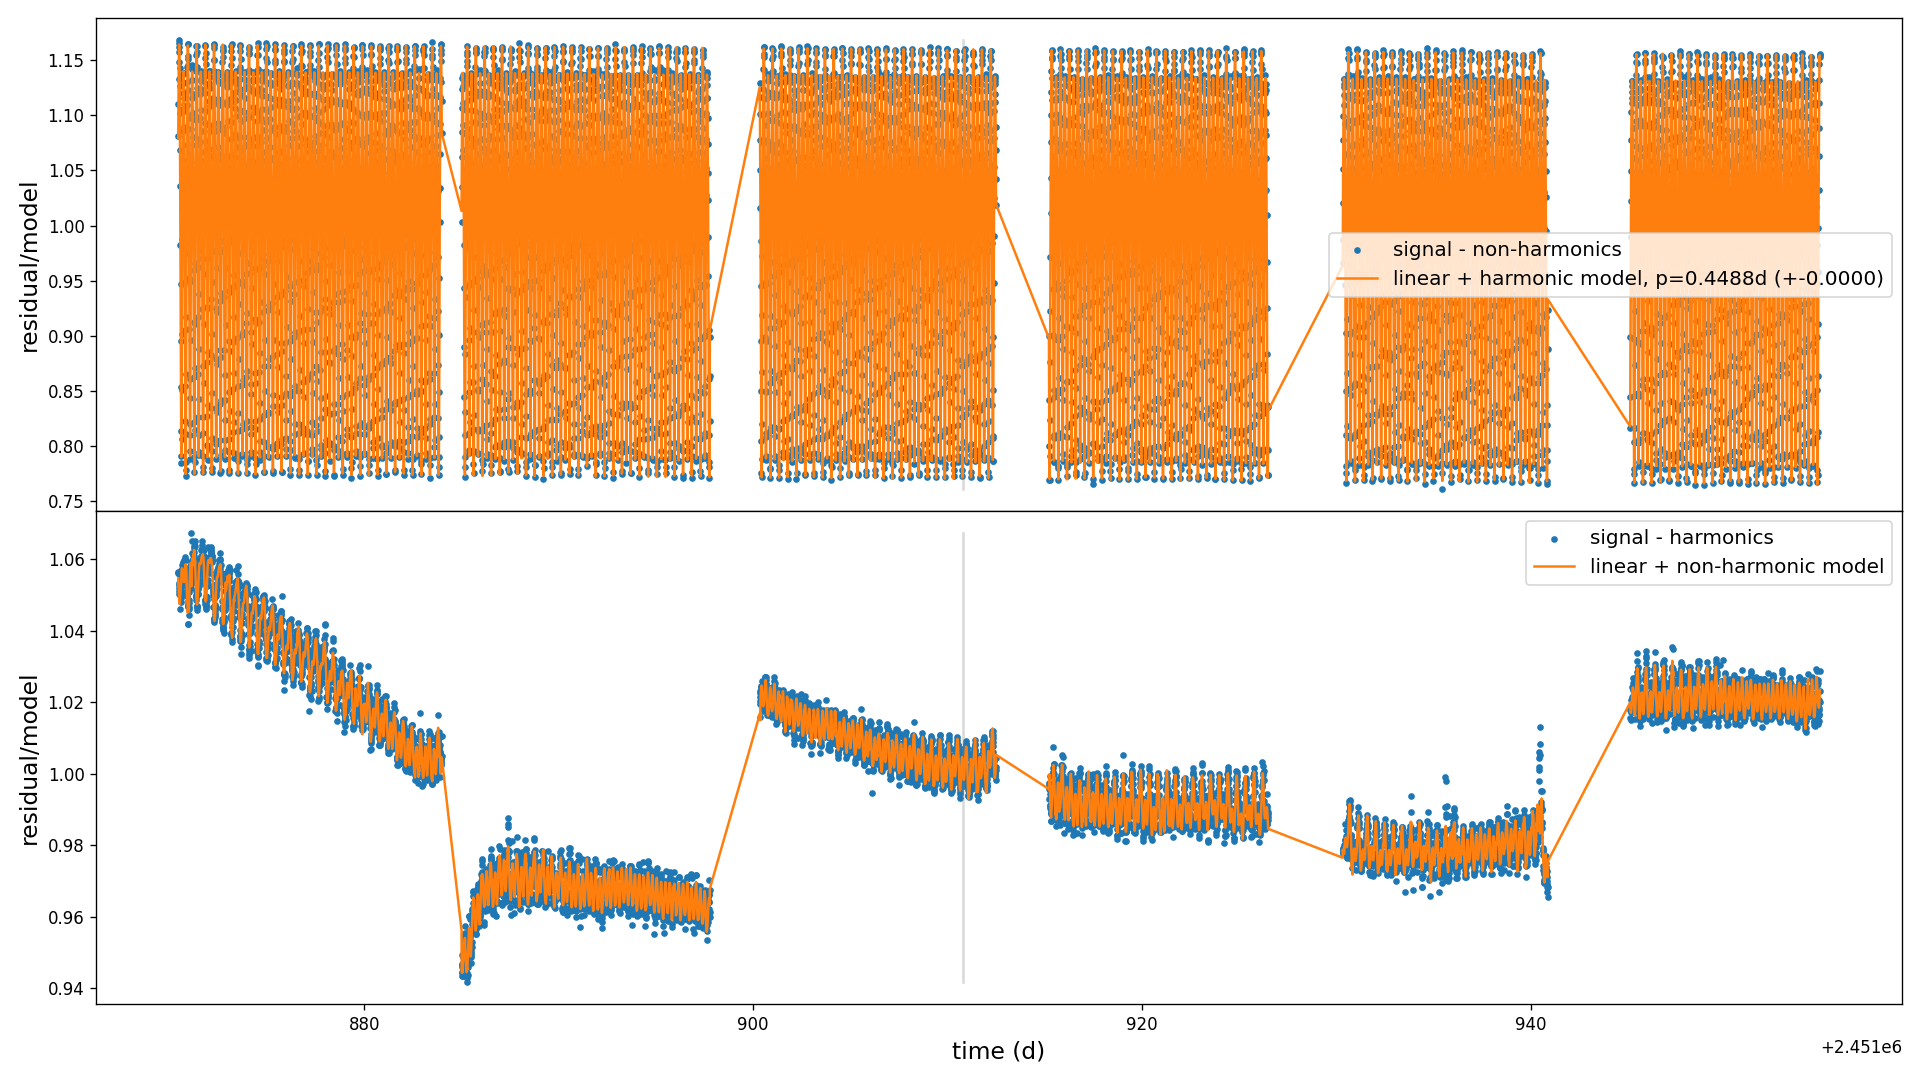 residual/model
1.15
1.10
1.05
1.00
0.95
0.90
0.85
0.80
0.75
signal - non-harmonics
linear + harmonic model, p=0.4488d (+-0.0000)
residual/model
1.06
1.04
1.02
1.00
0.98
0.96
0.94
signal - harmonics
linear + non-harmonic model
880
900
920
940
time (d)
+2.451e6